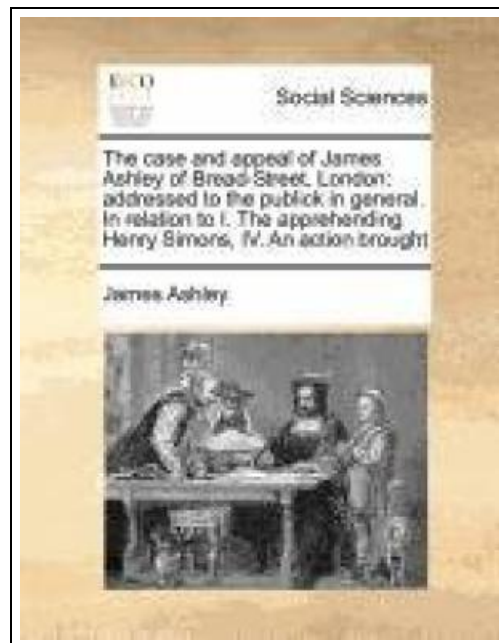 ECCO
Social Sciences
The case and appeal of James
Ashley of Bread-Street, London:
addressed to the publick in general.
In relation to I. The apprehending
Henry Simons, IV. An action brought
James Ashley